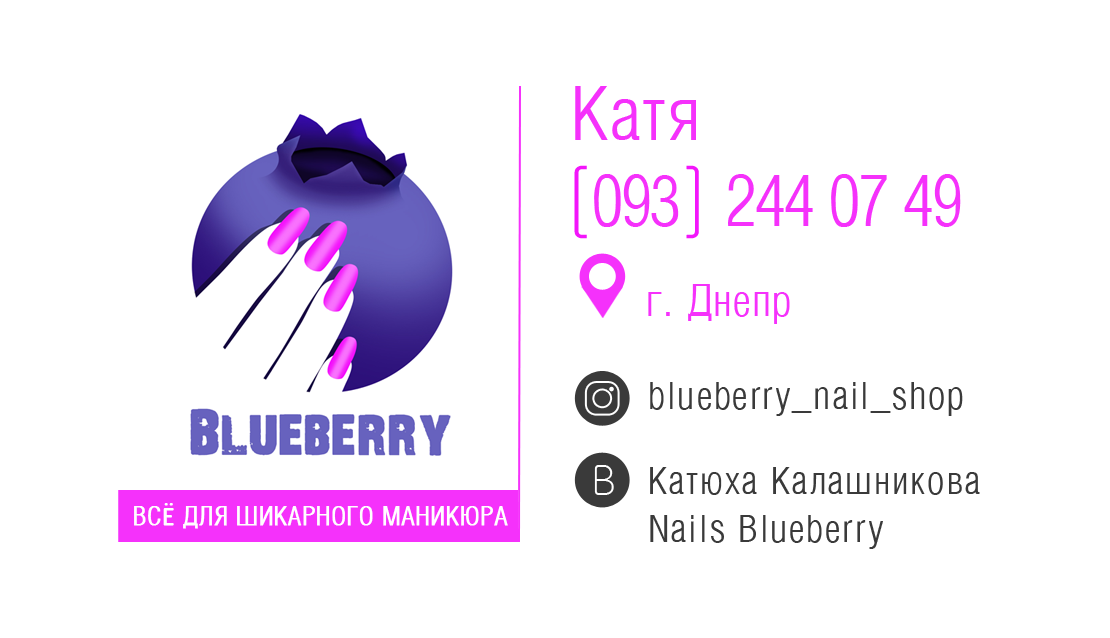 BLUEBERRY
ВСЁ ДЛЯ ШИКАРНОГО МАНИКЮРА
Катя
(093) 244 07 49
г. Днепр
blueberry_nail_shop
B
Катюха Калашникова
Nails Blueberry